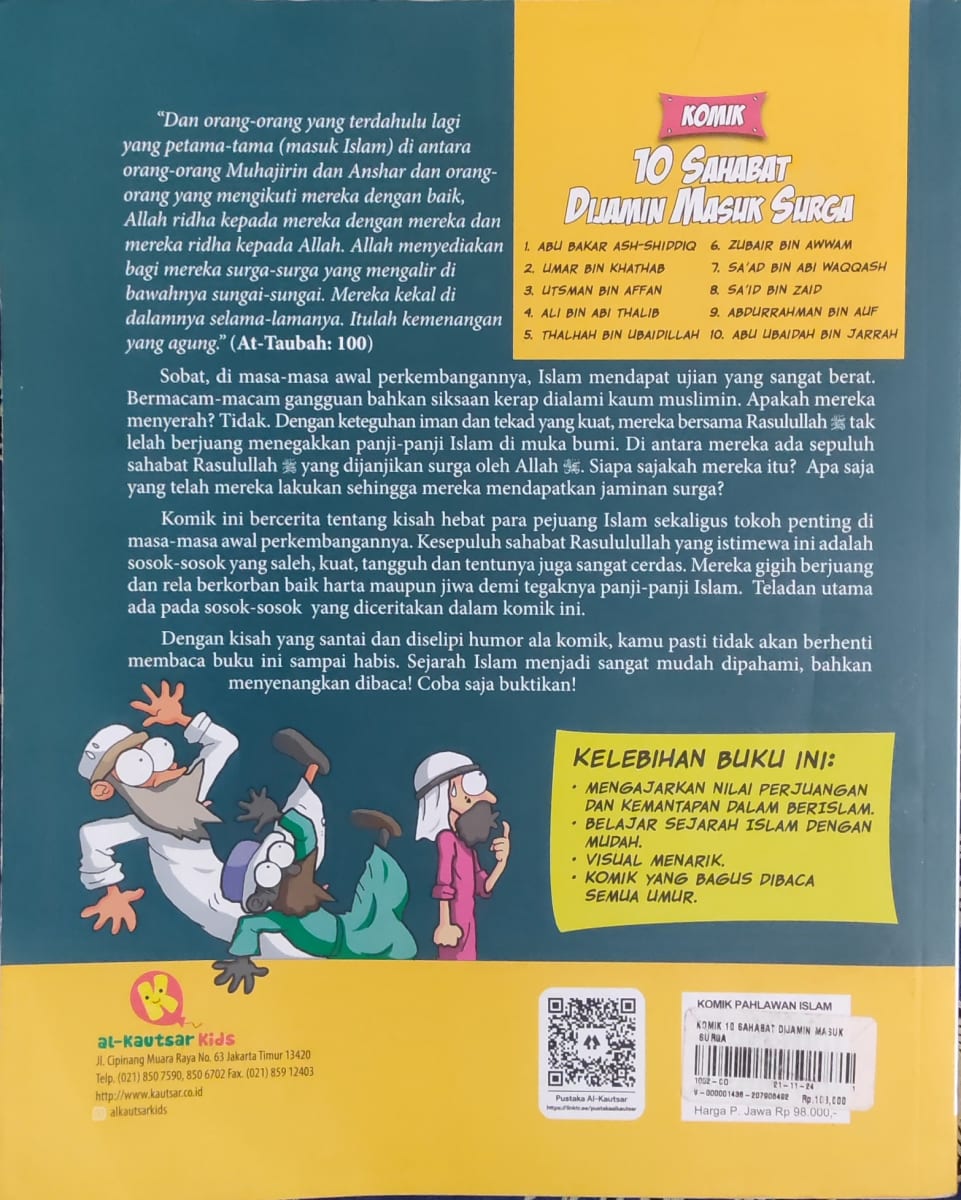 "Dan orang-orang yang terdahulu lagi
yang petama-tama (masuk Islam) di antara
orang-orang Muhajirin dan Anshar dan orang-
orang yang mengikuti mereka dengan baik,
Allah ridha kepada mereka dengan mereka dan
mereka ridha kepada Allah. Allah menyediakan
bagi mereka surga-surga yang mengalir di
bawahnya sungai-sungai. Mereka kekal di
dalamnya selama-lamanya. Itulah kemenangan
yang agung." (At-Taubah: 100)
KOMIK
10 SAHABAT
DIJAMIN MASUK SURGA
1. ABU BAKAR ASH-SHIDDIQ
2. UMAR BIN KHATHAB
3. UTSMAN BIN AFFAN
4. ALI BIN ABI THALIB
5. THALHAH BIN UBAIDILLAH
6. ZUBAIR BIN AWWAM
7. SA'AD BIN ABI WAQQASH
8. SA'ID BIN ZAID
9. ABDURRAHMAN BIN AUF
10. ABU UBAIDAH BIN JARRAH
Sobat, di masa-masa awal perkembangannya, Islam mendapat ujian yang sangat berat.
Bermacam-macam gangguan bahkan siksaan kerap dialami kaum muslimin. Apakah mereka
menyerah? Tidak. Dengan keteguhan iman dan tekad yang kuat, mereka bersama Rasulullah ﷺ tak
lelah berjuang menegakkan panji-panji Islam di muka bumi. Di antara mereka ada sepuluh
sahabat Rasulullah ﷺ yang dijanjikan surga oleh Allah. Siapa sajakah mereka itu? Apa saja
yang telah mereka lakukan sehingga mereka mendapatkan jaminan surga?
Komik ini bercerita tentang kisah hebat para pejuang Islam sekaligus tokoh penting di
masa-masa awal perkembangannya. Kesepuluh sahabat Rasululullah yang istimewa ini adalah
sosok-sosok yang saleh, kuat, tangguh dan tentunya juga sangat cerdas. Mereka gigih berjuang
dan rela berkorban baik harta maupun jiwa demi tegaknya panji-panji Islam. Teladan utama
ada pada sosok-sosok yang diceritakan dalam komik ini.
Dengan kisah yang santai dan diselipi humor ala komik, kamu pasti tidak akan berhenti
membaca buku ini sampai habis. Sejarah Islam menjadi sangat mudah dipahami, bahkan
menyenangkan dibaca! Coba saja buktikan!
KELEBIHAN BUKU INI:
• MENGAJARKAN NILAI PERJUANGAN
DAN KEMANTAPAN DALAM BERISLAM.
• BELAJAR SEJARAH ISLAM DENGAN
MUDAH.
• VISUAL MENARIK.
• KOMIK YANG BAGUS DIBACA
SEMUA UMUR.
al-Kautsar Kids
Jl. Cipinang Muara Raya No. 63 Jakarta Timur 13420
Telp. (021) 850 7590, 850 6702 Fax. (021) 859 12403
http://www.kautsar.co.id
alkautsarkids
Pustaka Al-Kautsar
https://linktr.ee/pustakaalkautsar
KOMIK PAHLAWAN ISLAM
KOMIK 10 SAHABAT DIJAMIN MASUK
SURGA
1002-CO 21-11-24 1
Rp.103,000
Harga P. Jawa Rp 98.000,-